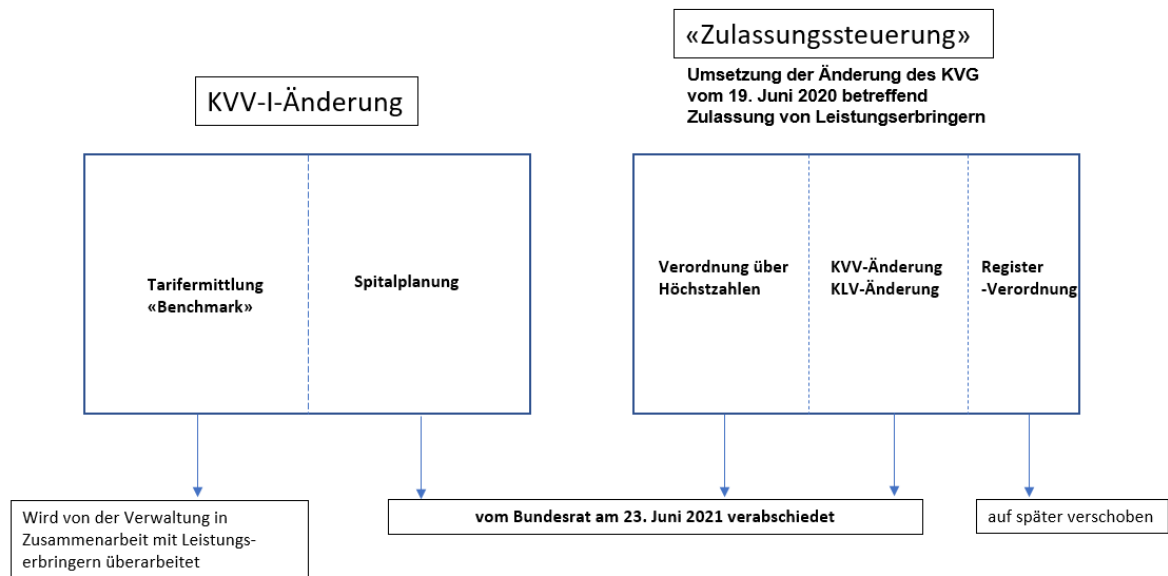 «Zulassungssteuerung»
Umsetzung der Änderung des KVG
vom 19. Juni 2020 betreffend
Zulassung von Leistungserbringern
KVV-I-Änderung
Tarifermittlung
«Benchmark»
Spitalplanung
Verordnung über
Höchstzahlen
KVV-Änderung
KLV-Änderung
Register
-Verordnung
Wird von der Verwaltung in
Zusammenarbeit mit Leistungs-
erbringern überarbeitet
vom Bundesrat am 23. Juni 2021 verabschiedet
auf später verschoben